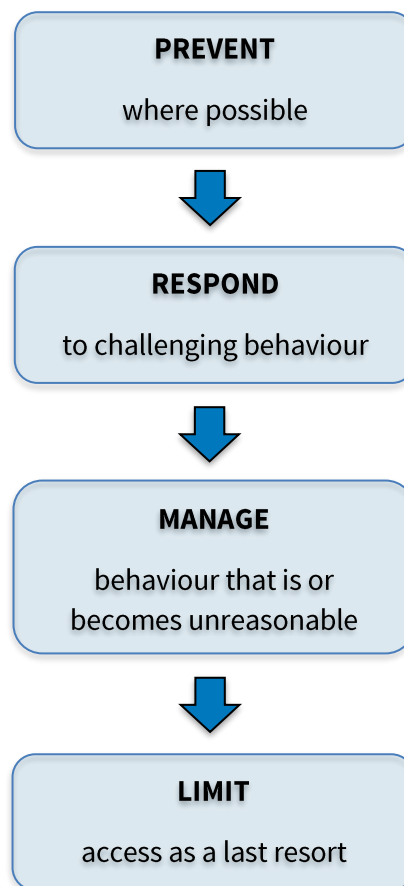 PREVENT
where possible
RESPOND
to challenging behaviour
MANAGE
behaviour that is or
becomes unreasonable
LIMIT
access as a last resort